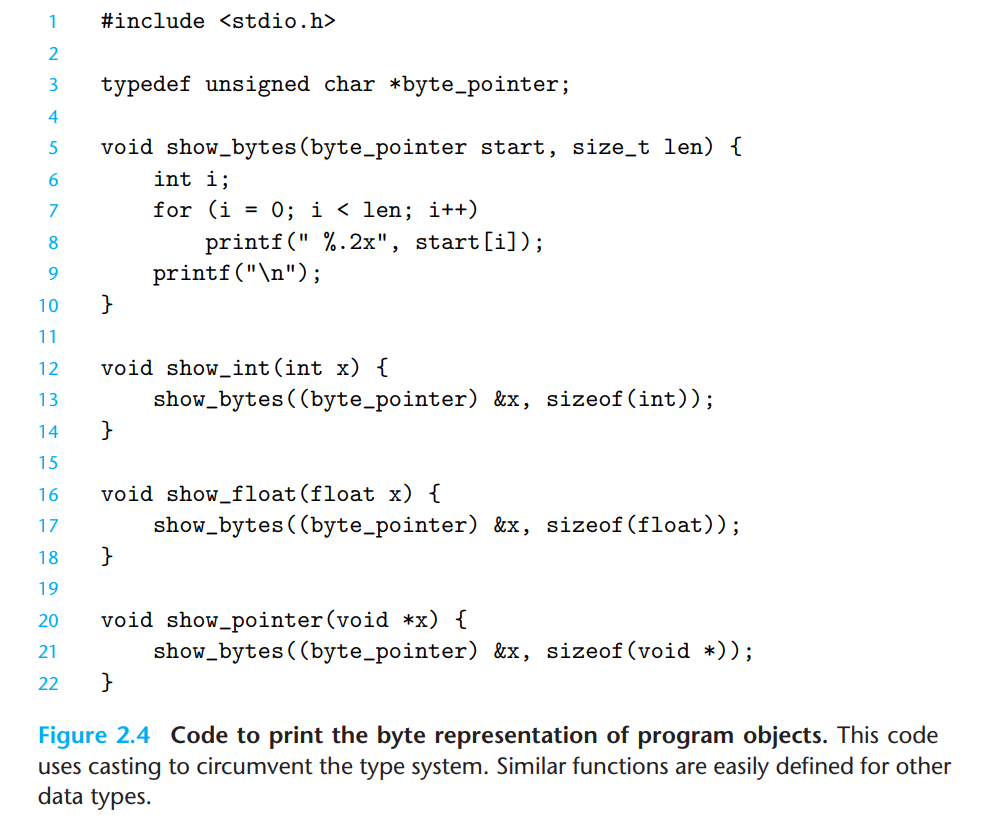 1 #include <stdio.h>
2
3 typedef unsigned char *byte_pointer;
4
5 void show_bytes(byte_pointer start, size_t len) {
6     int i;
7     for (i = 0; i < len; i++)
8         printf(" %.2x", start[i]);
9     printf("\n");
10 }
11
12 void show_int(int x) {
13     show_bytes((byte_pointer) &x, sizeof(int));
14 }
15
16 void show_float(float x) {
17     show_bytes((byte_pointer) &x, sizeof(float));
18 }
19
20 void show_pointer(void *x) {
21     show_bytes((byte_pointer) &x, sizeof(void *));
22 }
Figure 2.4 Code to print the byte representation of program objects. This code
uses casting to circumvent the type system. Similar functions are easily defined for other
data types.